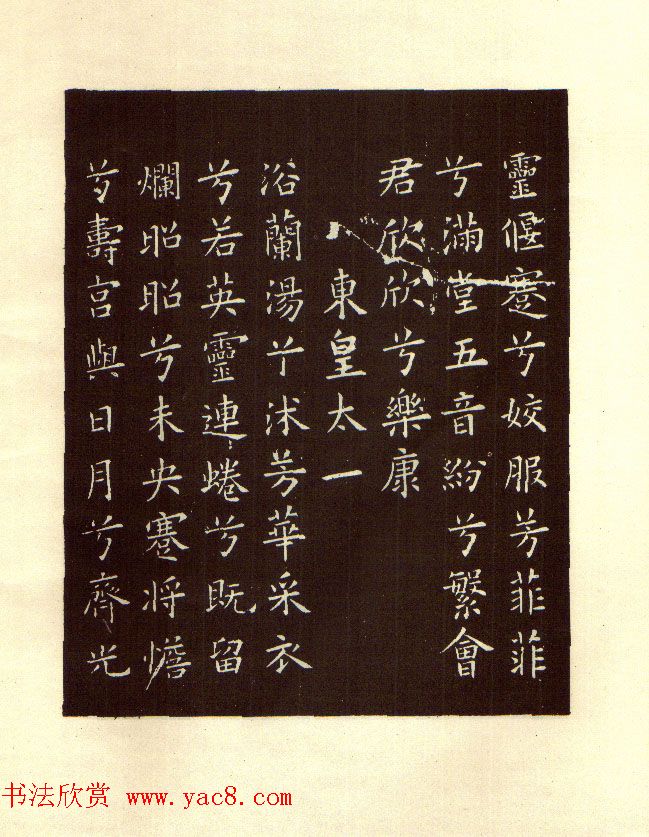 靈偃蹇兮姣服芳菲菲
兮滿堂五音紛兮繁會
君欣欣兮樂康
東皇太一
浴蘭湯兮沭芳華采衣
兮若英靈連蜷兮既留
爛昭昭兮未央蹇将憺
兮壽宮與日月兮齊光
书法欣赏 www.yac8.com